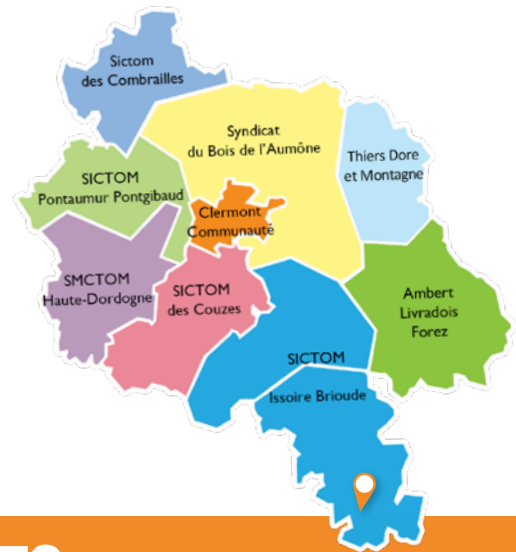 Sictom
des Combrailles
Syndicat
du Bois de l'Aumône
Thiers Dore
et Montagne
SICTOM
Pontaumur Pontgibaud
Clermont
Communauté
SMCTOM
Haute-Dordogne
SICTOM
des Couzes
Ambert
Livradois
Forez
SICTOM
Issoire Brioude